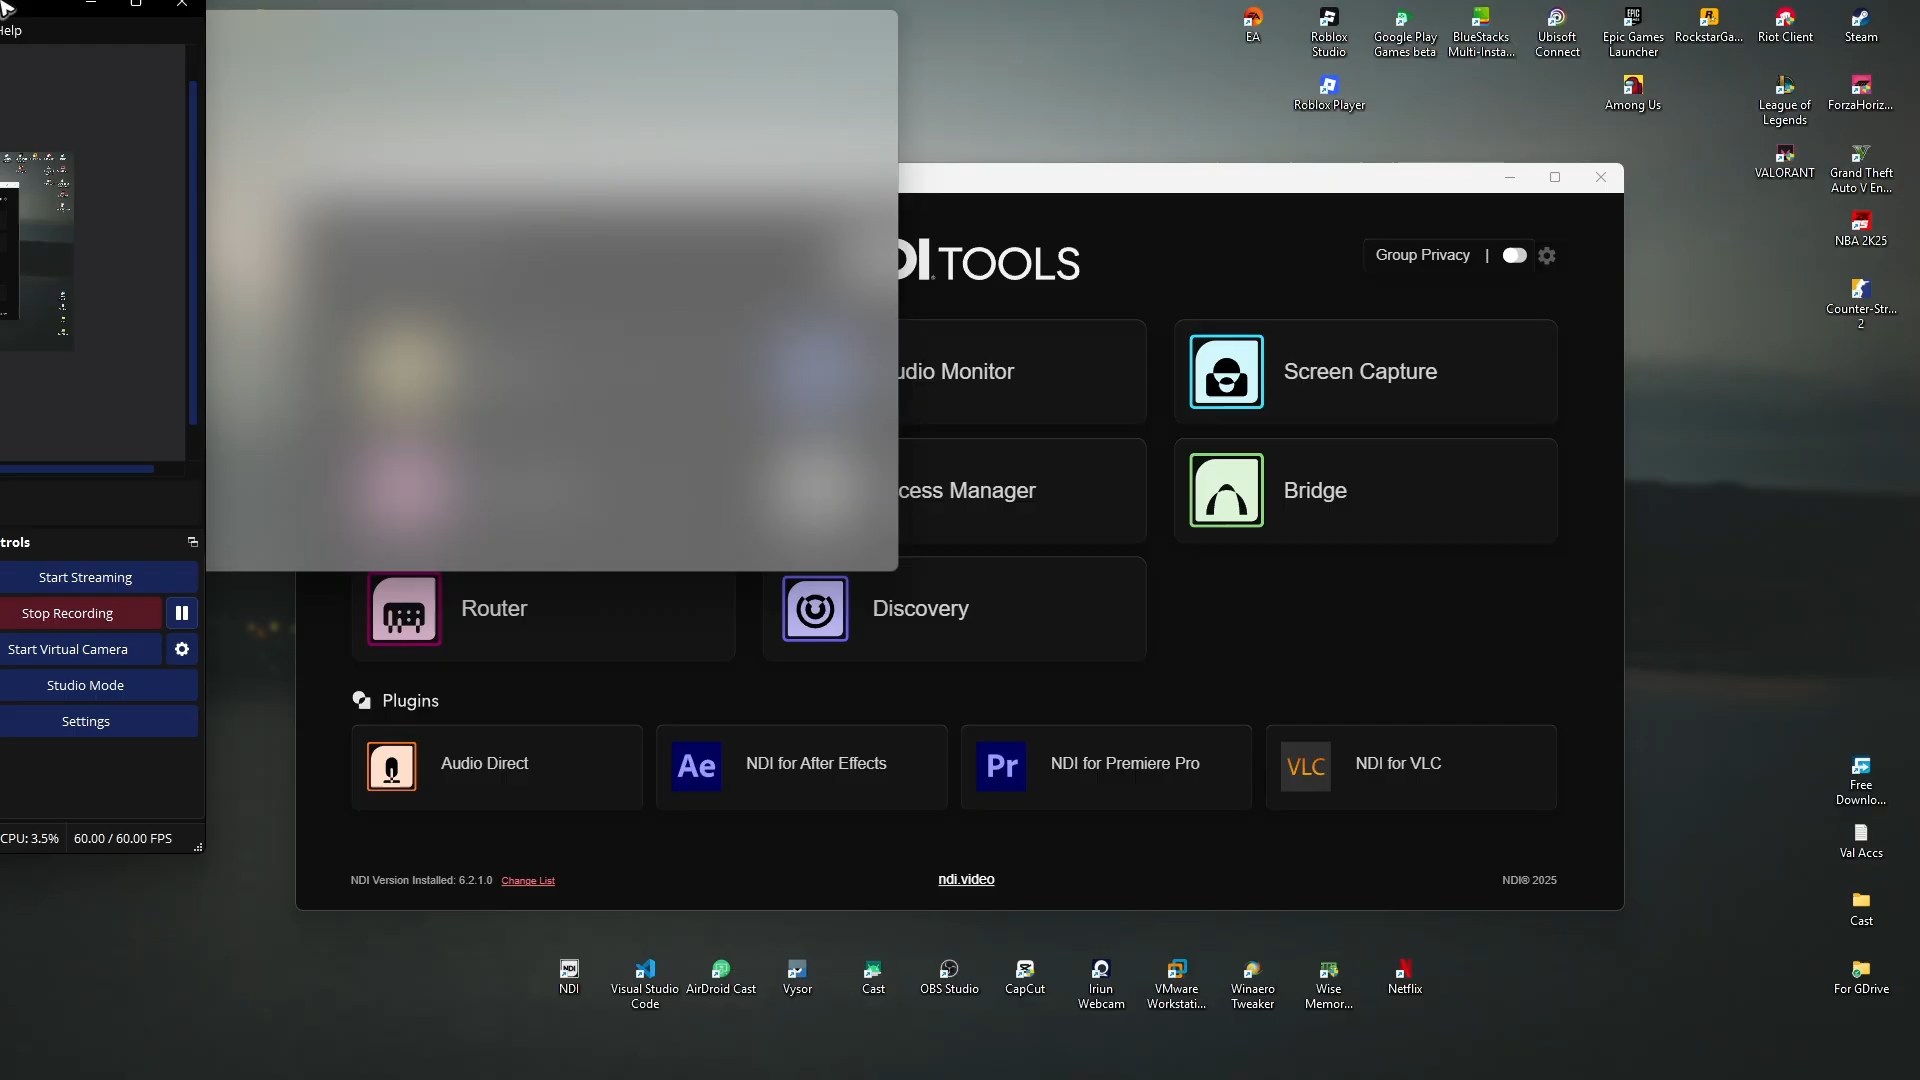 Help
EA
Roblox
Studio
Google Play
Games beta
BlueStacks
Multi-Insta...
Ubisoft
Connect
Epic Games
Launcher
RockstarGa...
Riot Client
Steam
Roblox Player
Among Us
League of
Legends
ForzaHoriz...
VALORANT
Grand Theft
Auto V En...
NBA 2K25
Counter-Str...
2
TOOLS
Group Privacy |
udio Monitor
Screen Capture
cess Manager
Bridge
Router
Discovery
Plugins
Audio Direct
Ae NDI for After Effects
Pr NDI for Premiere Pro
VLC NDI for VLC
NDI Version Installed: 6.2.1.0 Change List
ndi.video
NDI® 2025
trols
Start Streaming
Stop Recording
Start Virtual Camera
Studio Mode
Settings
CPU: 3.5% 60.00 / 60.00 FPS
Free
Downlo...
Val Accs
Cast
For GDrive
NDI
NDI
Visual Studio
Code
AirDroid Cast
Vysor
Cast
OBS Studio
CapCut
Iriun
Webcam
VMware
Workstati...
Winaero
Tweaker
Wise
Memor...
Netflix